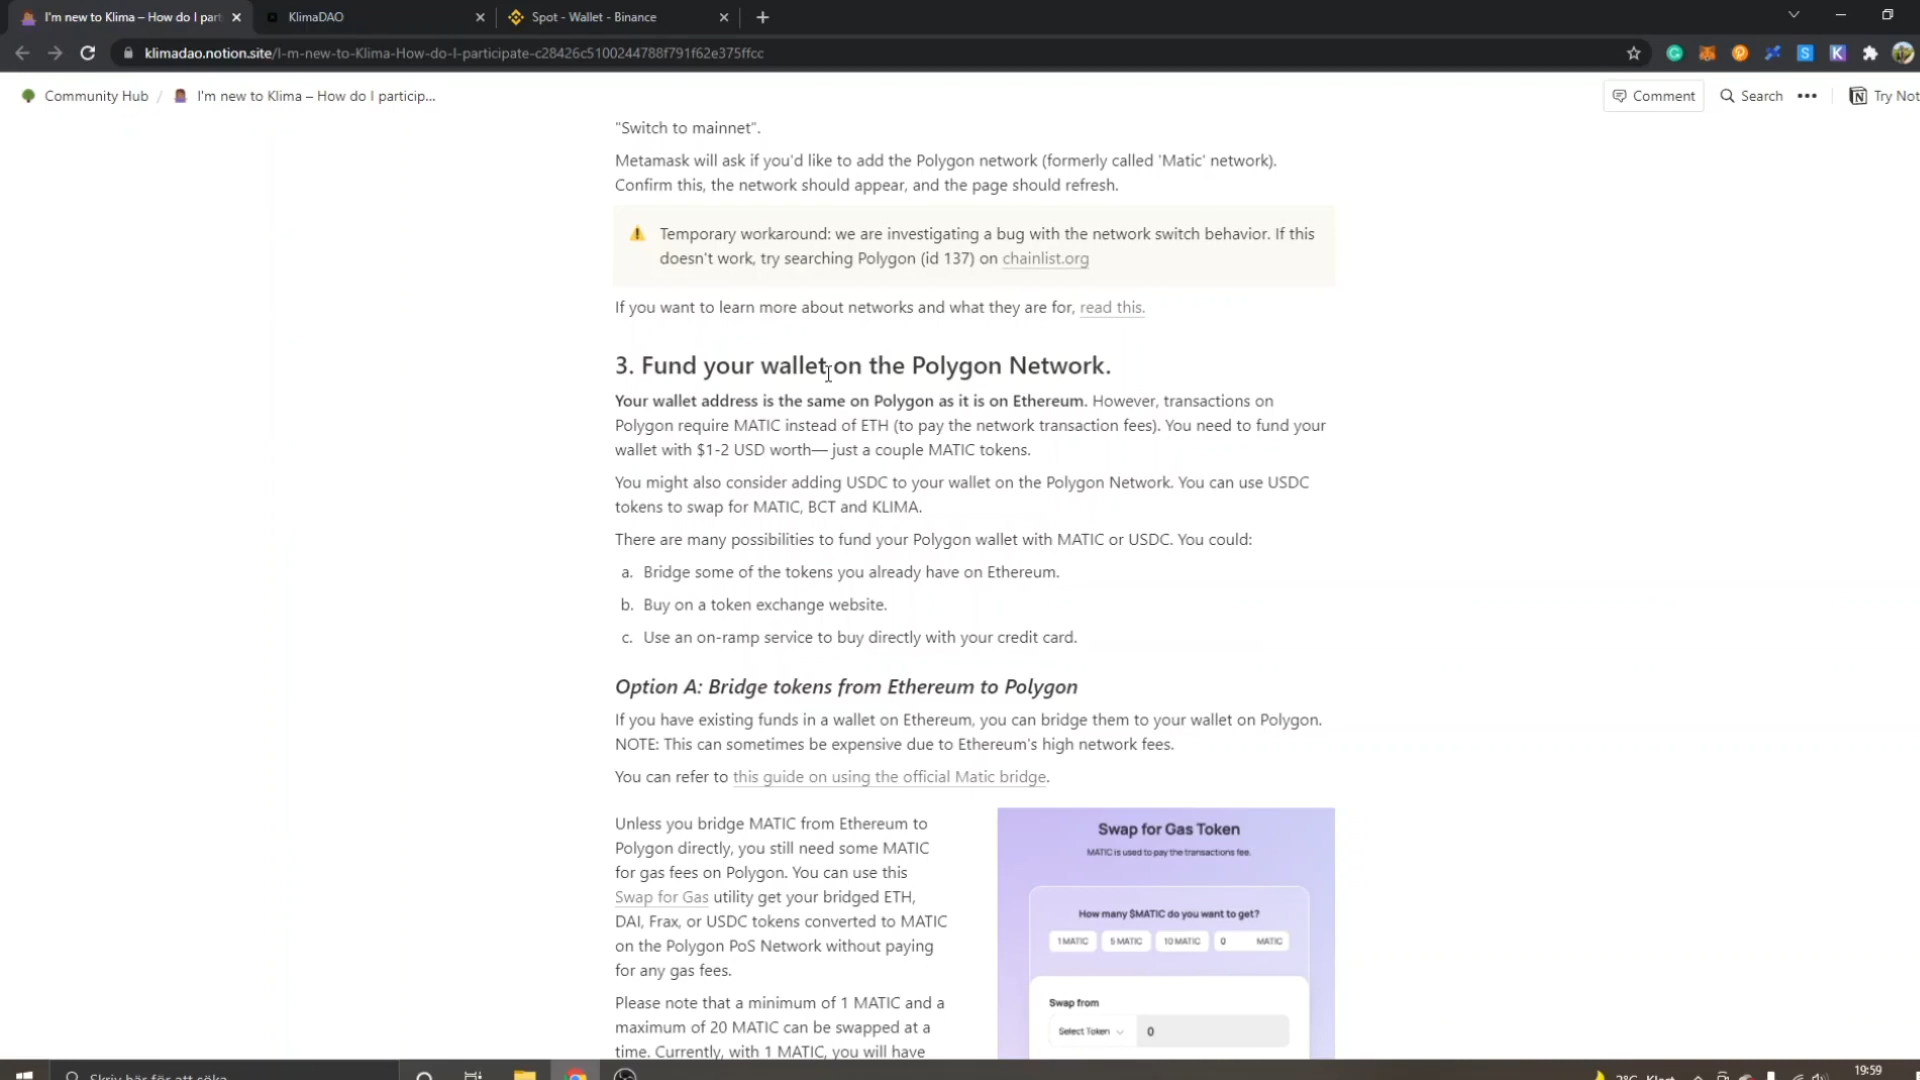 I'm new to Klima – How do I part
KlimaDAO
Spot - Wallet - Binance
klimadao.notion.site/I-m-new-to-Klima-How-do-I-participate-c28426c5100244788f791f62e375ffcc
Community Hub / I'm new to Klima – How do I particip...
Comment
Search
Try Not
"Switch to mainnet".
Metamask will ask if you'd like to add the Polygon network (formerly called 'Matic' network).
Confirm this, the network should appear, and the page should refresh.
Temporary workaround: we are investigating a bug with the network switch behavior. If this
doesn't work, try searching Polygon (id 137) on chainlist.org
If you want to learn more about networks and what they are for, read this.
3. Fund your wallet on the Polygon Network.
Your wallet address is the same on Polygon as it is on Ethereum. However, transactions on
Polygon require MATIC instead of ETH (to pay the network transaction fees). You need to fund your
wallet with $1-2 USD worth— just a couple MATIC tokens.
You might also consider adding USDC to your wallet on the Polygon Network. You can use USDC
tokens to swap for MATIC, BCT and KLIMA.
There are many possibilities to fund your Polygon wallet with MATIC or USDC. You could:
a. Bridge some of the tokens you already have on Ethereum.
b. Buy on a token exchange website.
c. Use an on-ramp service to buy directly with your credit card.
Option A: Bridge tokens from Ethereum to Polygon
If you have existing funds in a wallet on Ethereum, you can bridge them to your wallet on Polygon.
NOTE: This can sometimes be expensive due to Ethereum's high network fees.
You can refer to this guide on using the official Matic bridge.
Unless you bridge MATIC from Ethereum to
Polygon directly, you still need some MATIC
for gas fees on Polygon. You can use this
Swap for Gas utility get your bridged ETH,
DAI, Frax, or USDC tokens converted to MATIC
on the Polygon PoS Network without paying
for any gas fees.
Please note that a minimum of 1 MATIC and a
maximum of 20 MATIC can be swapped at a
time. Currently, with 1 MATIC, you will have
Swap for Gas Token
MATIC is used to pay the transactions fee.
How many $MATIC do you want to get?
1 MATIC
5 MATIC
10 MATIC
0 MATIC
Swap from
Select Token
0
Skriv här för att söka
2°C Klart
19:59